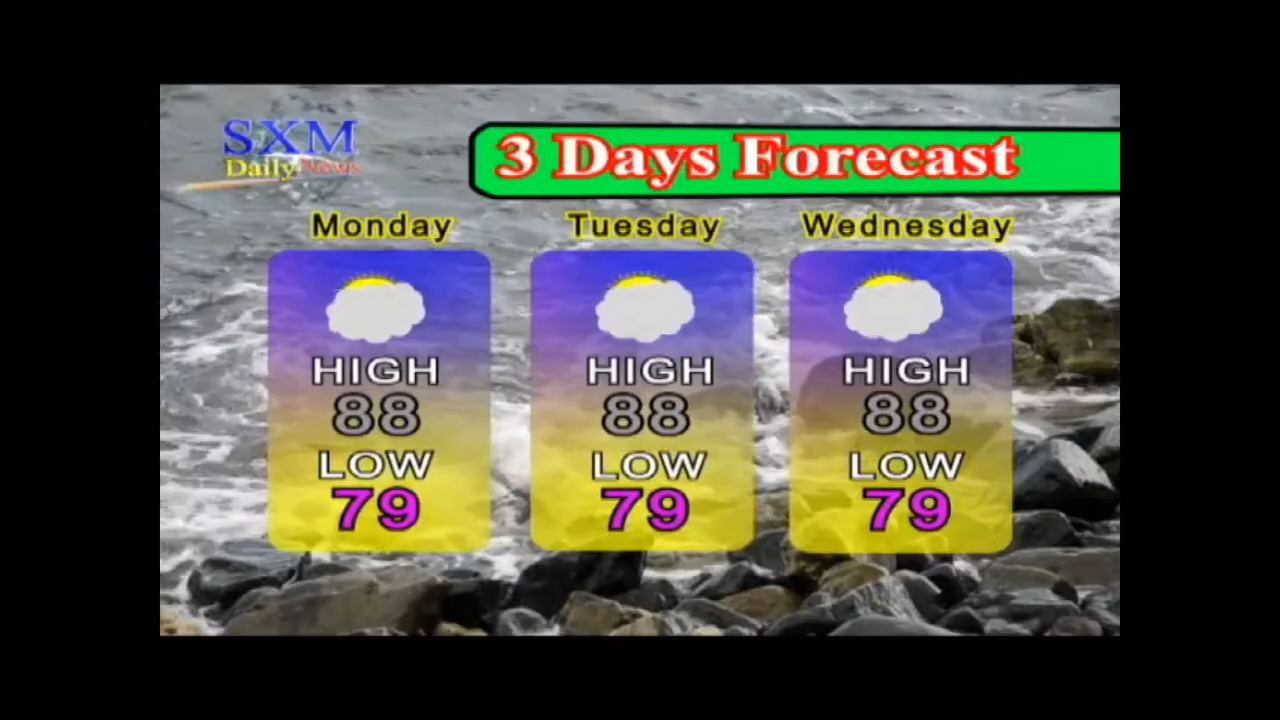 SXM
Daily News
3 Days Forecast
Monday
Tuesday
Wednesday
HIGH
88
LOW
79
HIGH
88
LOW
79
HIGH
88
LOW
79